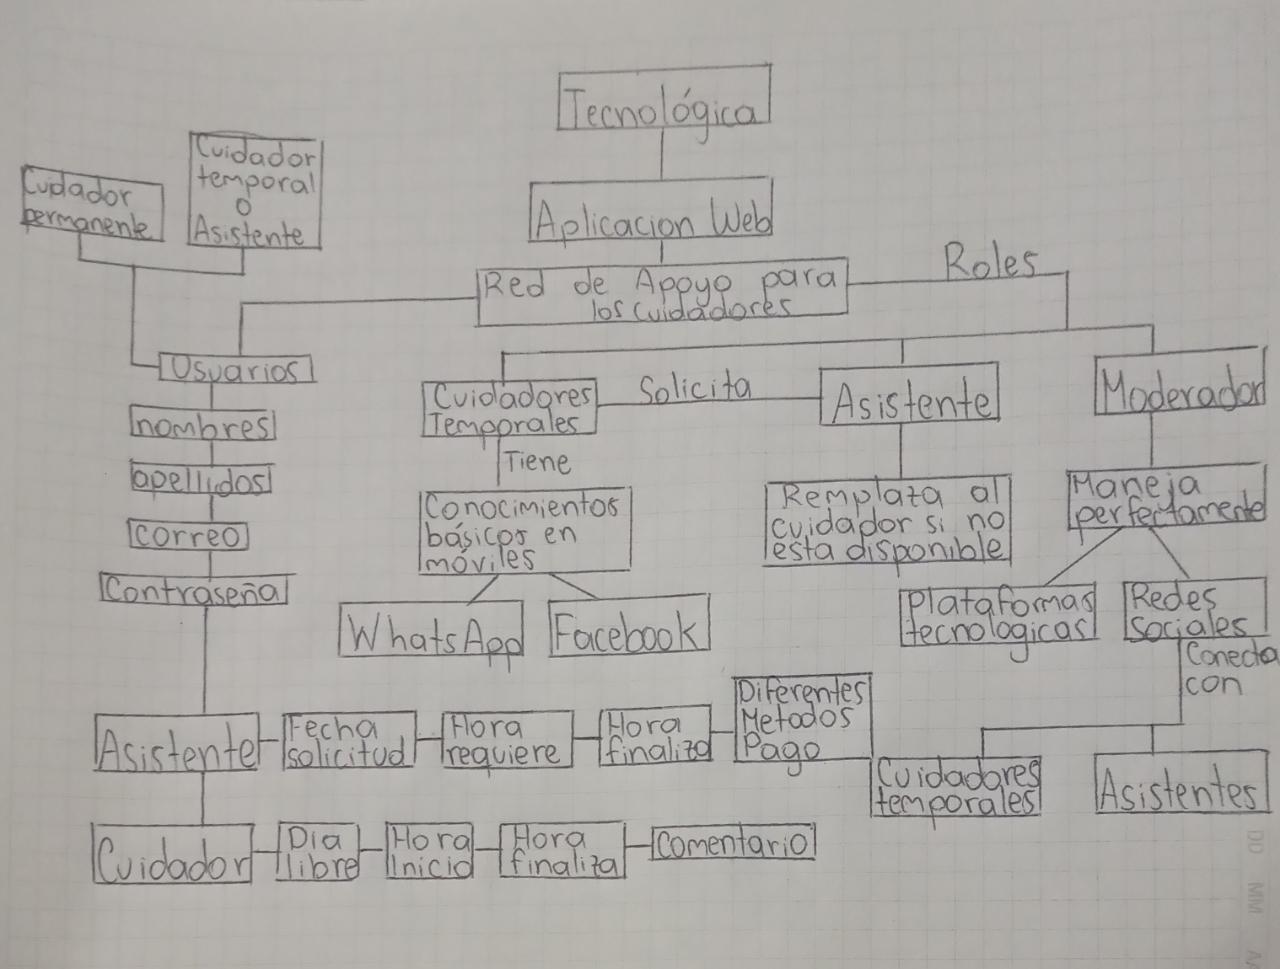 Tecnológica
Cuidador
permanente
Cuidador
temporal
o
Asistente
Aplicacion Web
Red de Apoyo para
los cuidadores
Roles
Usuarios
nombres
apellidos
correo
Contraseña
Cuidadores
Temporales
Solicita
Asistente
Moderador
Tiene
Conocimientos
básicos en
móviles
WhatsApp
Facebook
Remplaza al
cuidador si no
esta disponible
Maneja
perfectamente
Plataformas
tecnologicas
Redes
sociales
Conecta
con
Cuidadores
temporales
Asistentes
Asistente
Fecha
solicitud
Hora
requiere
Hora
finaliza
Diferentes
Metodos
Pago
Cuidador
Dia
libre
Hora
Inicio
Hora
finaliza
Comentario
DD
MM